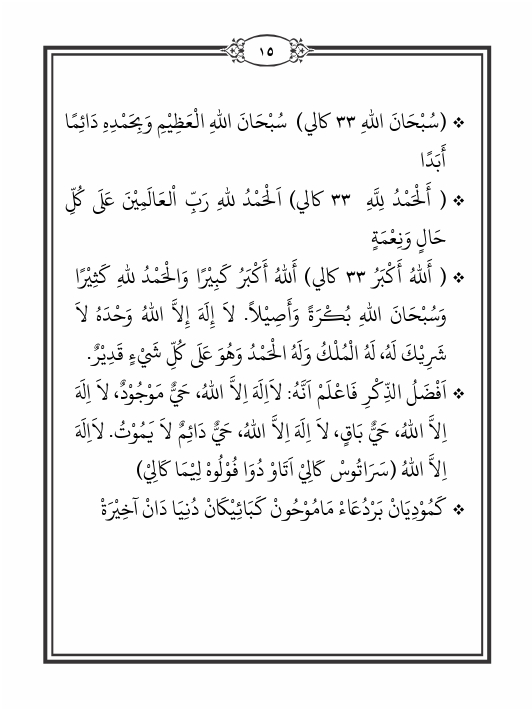 ١٥
❖ (سُبْحَانَ اللهِ ٣٣ كالي) سُبْحَانَ اللهِ الْعَظِيْمِ وَبِحَمْدِهِ دَائِمًا
أَبَدًا
❖ ( أَلْحَمْدُ لِلَّهِ ٣٣ كالي) اَلْحَمْدُ للهِ رَبِّ الْعَالَمِيْنَ عَلَى كُلِّ
حَالٍ وَنِعْمَةٍ
❖ ( أَللهُ أَكْبَرُ ٣٣ كالي) أَللهُ أَكْبَرُ كَبِيْرًا وَالْحَمْدُ للهِ كَثِيْرًا
وَسُبْحَانَ اللهِ بُكْرَةً وَأَصِيْلاً. لاَ إِلَهَ إِلاَّ اللهُ وَحْدَهُ لاَ
شَرِيْكَ لَهُ، لَهُ الْمُلْكُ وَلَهُ الْحَمْدُ وَهُوَ عَلَى كُلِّ شَيْءٍ قَدِيْرٌ.
❖ اَفْضَلُ الذِّكْرِ فَاعْلَمْ اَنَّهُ: لاَاِلَهَ اِلاَّ اللهُ، حَيٌّ مَوْجُوْدٌ، لاَ اِلَهَ
اِلاَّ اللهُ، حَيٌّ بَاقٍ، لاَ اِلَهَ اِلاَّ اللهُ، حَيٌّ دَائِمٌ لاَ يَمُوْتُ. لاَاِلَهَ
اِلاَّ اللهُ (سَرَاتُوسْ كَالِيْ اَتَاوْ دُوَا فُوْلُوهْ لِيْمَا كَالِيْ)
❖ كَمُوْدِيَانْ بَرْدُعَاءْ مَامُوْحُونْ كَبَائِيْكَانْ دُنِيَا دَانْ آخِيْرَةْ